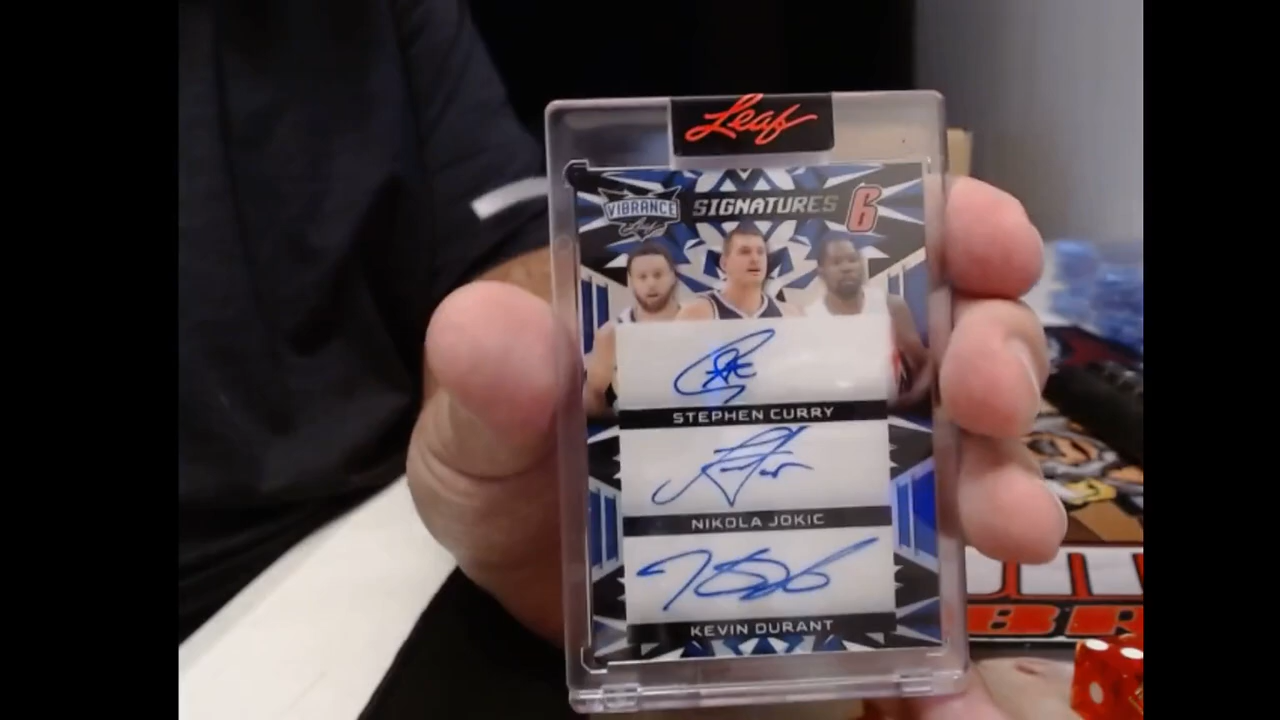 Leaf
VIBRANCE
Leaf
SIGNATURES 6
STEPHEN CURRY
NIKOLA JOKIC
KEVIN DURANT